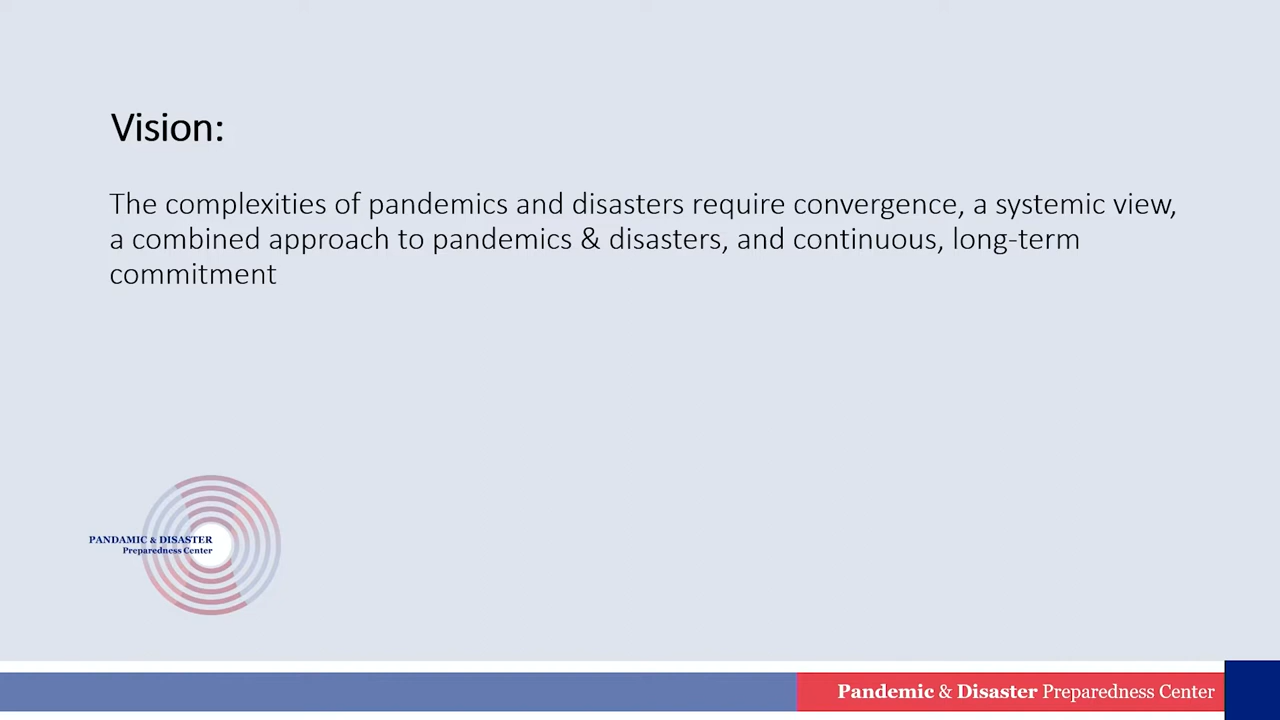 Vision:
The complexities of pandemics and disasters require convergence, a systemic view,
a combined approach to pandemics & disasters, and continuous, long-term
commitment
PANDAMIC & DISASTER
Preparedness Center
Pandemic & Disaster Preparedness Center